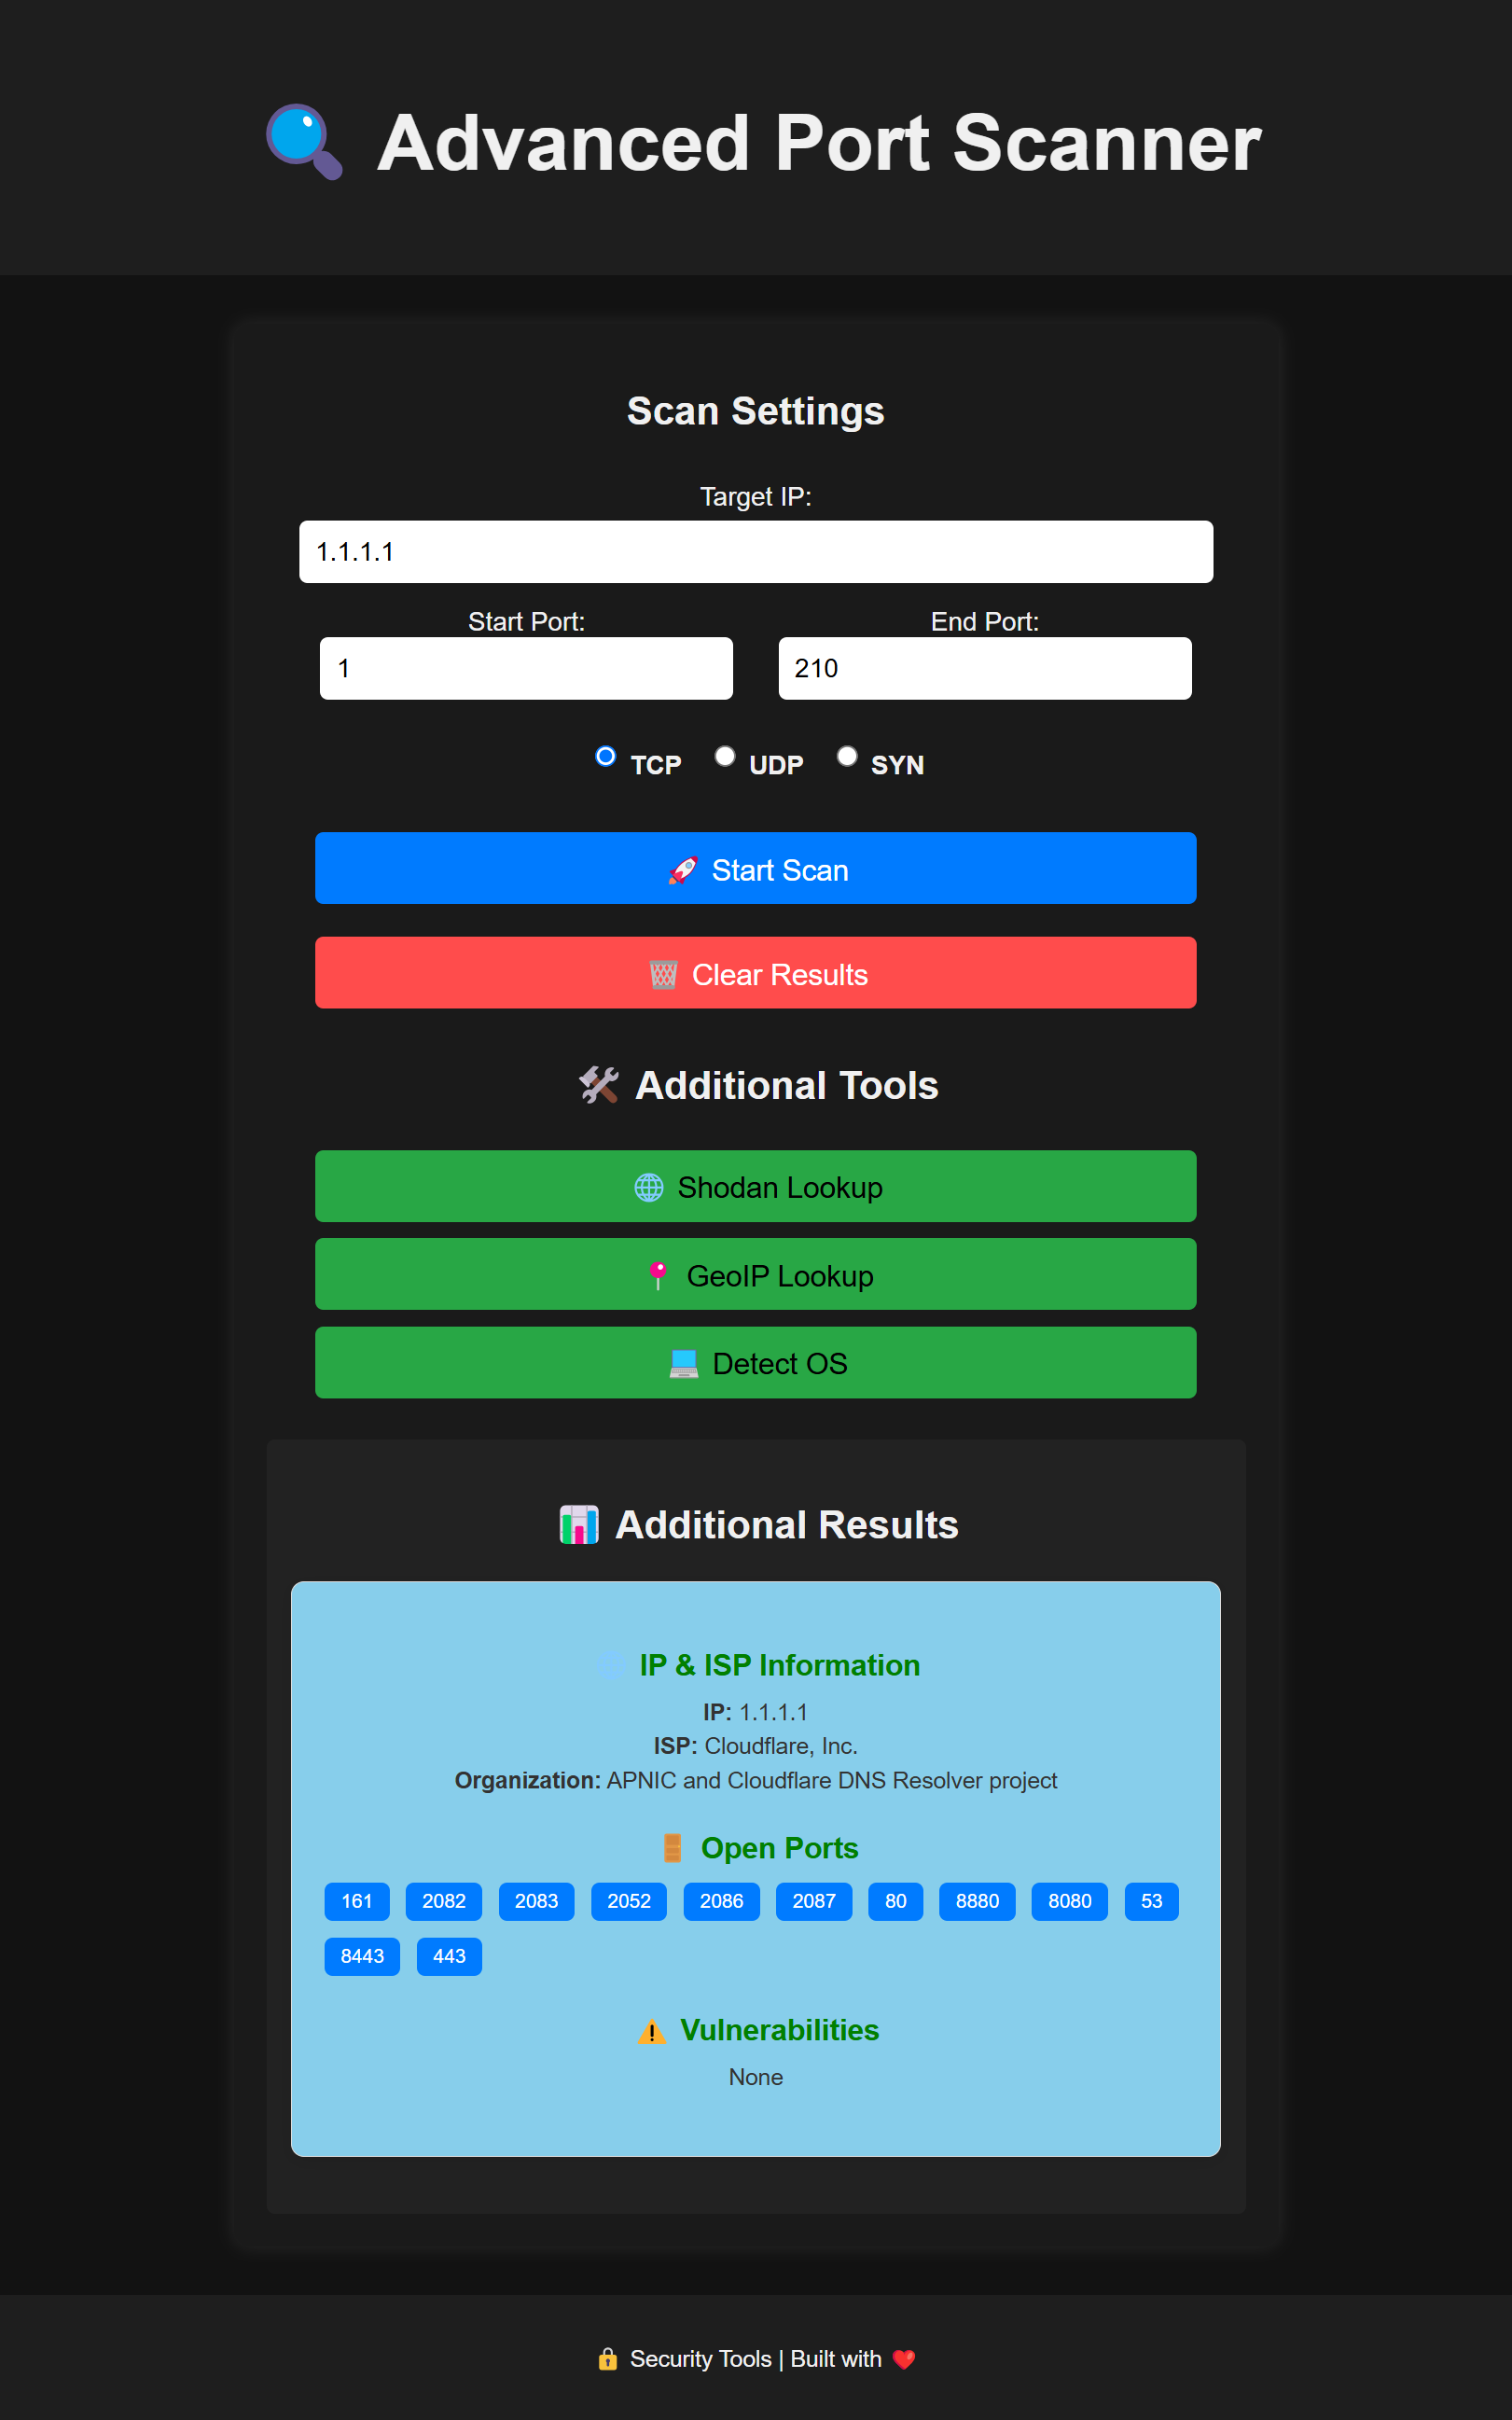 Advanced Port Scanner
Scan Settings
Target IP:
1.1.1.1
Start Port: End Port:
1 210
TCP UDP SYN
Start Scan
Clear Results
Additional Tools
Shodan Lookup
GeoIP Lookup
Detect OS
Additional Results
IP & ISP Information
IP: 1.1.1.1
ISP: Cloudflare, Inc.
Organization: APNIC and Cloudflare DNS Resolver project
Open Ports
161 2082 2083 2052 2086 2087 80 8880 8080 53
8443 443
Vulnerabilities
None
Security Tools | Built with